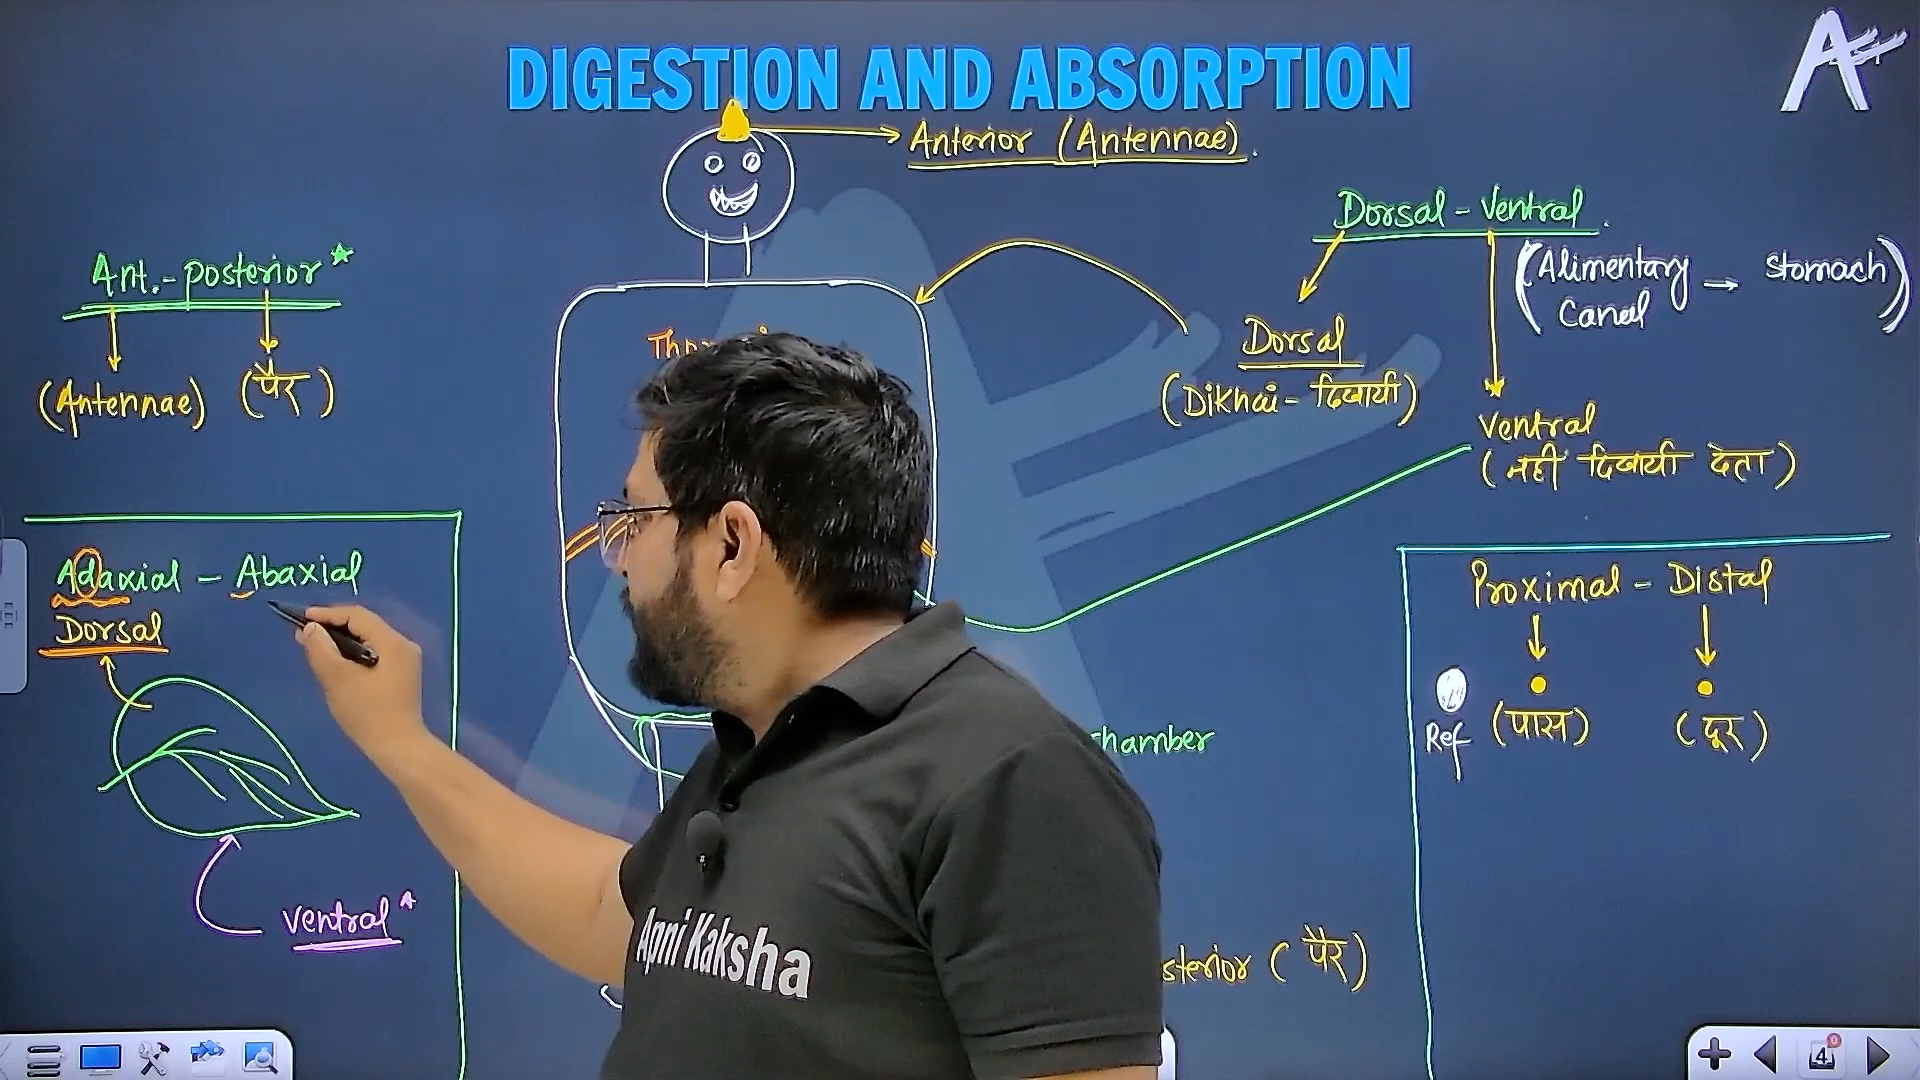 DIGESTION AND ABSORPTION
Anterior (Antennae).
Ant. - posterior*
(Antennae) (पैर)
Dorsal - Ventral.
(Alimentary Canal → Stomach)
Dorsal
(Dikhai - दिखायी)
Ventral
(नहीं दिखायी देता)
Adaxial - Abaxial
Dorsal
ventral*
Proximal - Distal
Ref (पास) (दूर)
chamber
sterior (पैर)
Apni Kaksha
4